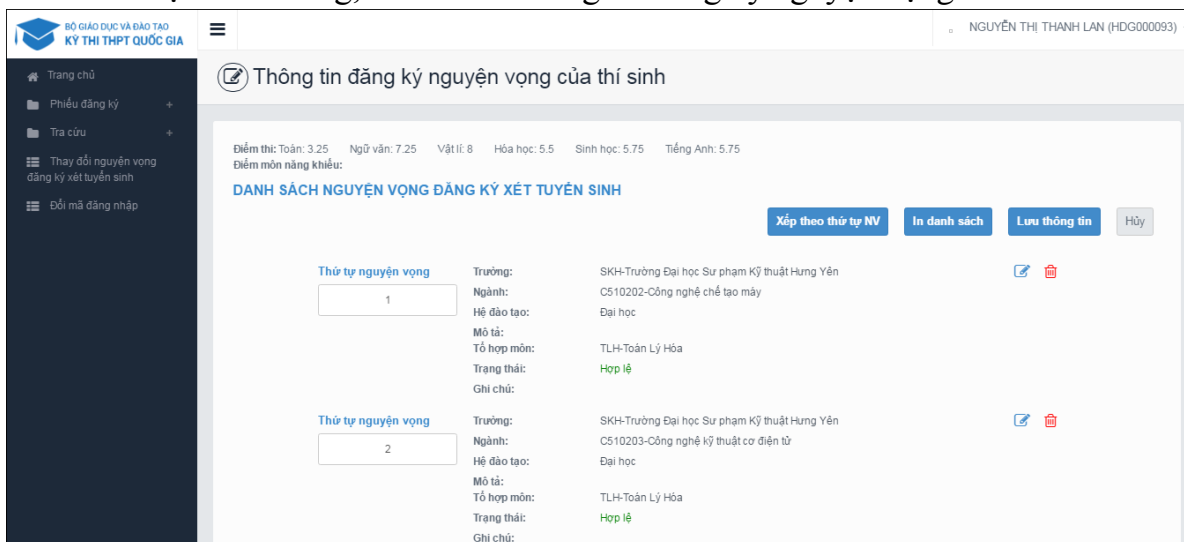 BỘ GIÁO DỤC VÀ ĐÀO TẠO
KỲ THI THPT QUỐC GIA
NGUYỄN THỊ THANH LAN (HDG000093)
Trang chủ
Phiếu đăng ký +
Tra cứu +
Thay đổi nguyện vọng
đăng ký xét tuyển sinh
Đổi mã đăng nhập
Thông tin đăng ký nguyện vọng của thí sinh
Điểm thi: Toán: 3.25 Ngữ văn: 7.25 Vật lí: 8 Hóa học: 5.5 Sinh học: 5.75 Tiếng Anh: 5.75
Điểm môn năng khiếu:
DANH SÁCH NGUYỆN VỌNG ĐĂNG KÝ XÉT TUYỂN SINH
Xếp theo thứ tự NV In danh sách Lưu thông tin Hủy
Thứ tự nguyện vọng
1
Trường: SKH-Trường Đại học Sư phạm Kỹ thuật Hưng Yên
Ngành: C510202-Công nghệ chế tạo máy
Hệ đào tạo: Đại học
Mô tả:
Tổ hợp môn: TLH-Toán Lý Hóa
Trạng thái: Hợp lệ
Ghi chú:
Thứ tự nguyện vọng
2
Trường: SKH-Trường Đại học Sư phạm Kỹ thuật Hưng Yên
Ngành: C510203-Công nghệ kỹ thuật cơ điện tử
Hệ đào tạo: Đại học
Mô tả:
Tổ hợp môn: TLH-Toán Lý Hóa
Trạng thái: Hợp lệ
Ghi chú: